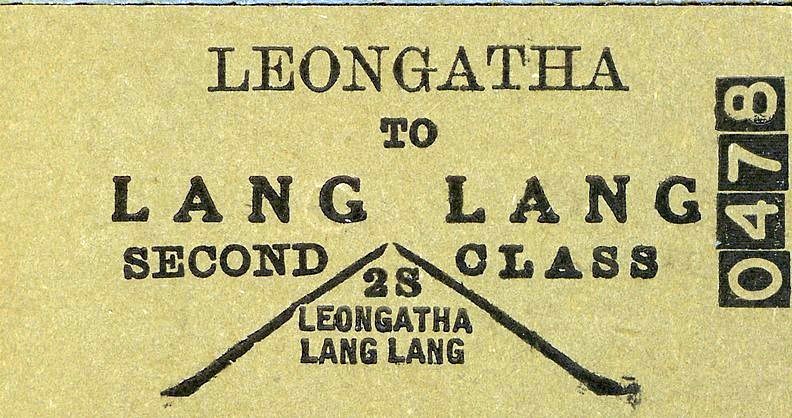 LEONGATHA
TO
LANG LANG
SECOND CLASS
2S
LEONGATHA
LANG LANG
0478